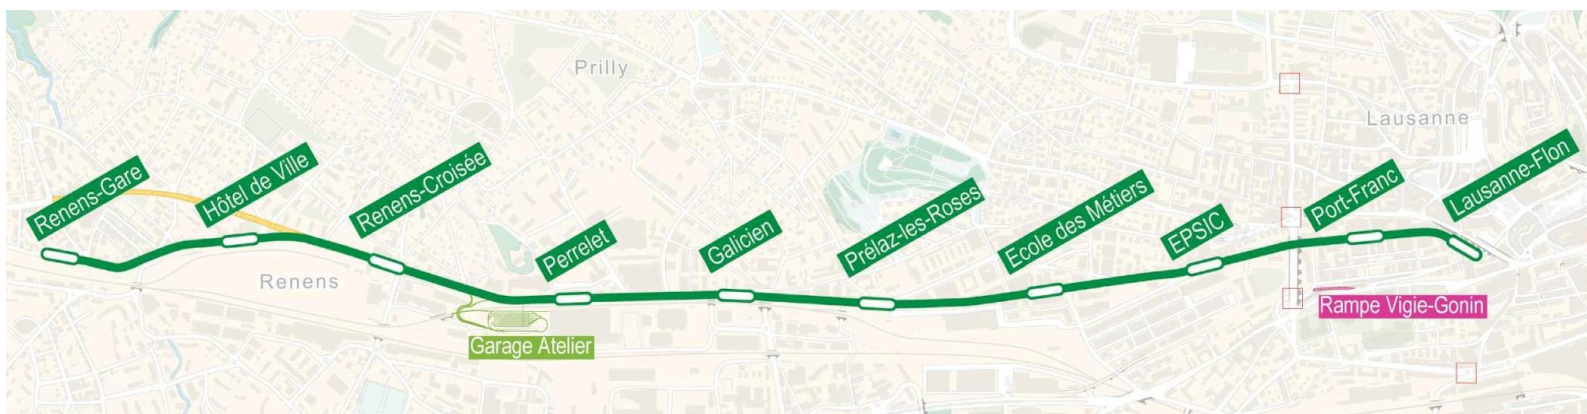 Prilly
Lausanne
Renens-Gare
Hôtel de Ville
Renens-Croisée
Perrelet
Galicien
Prélaz-les-Roses
Ecole des Métiers
EPSIC
Port-Franc
Lausanne-Flon
Renens
Rampe Vigie-Gonin
Garage Atelier